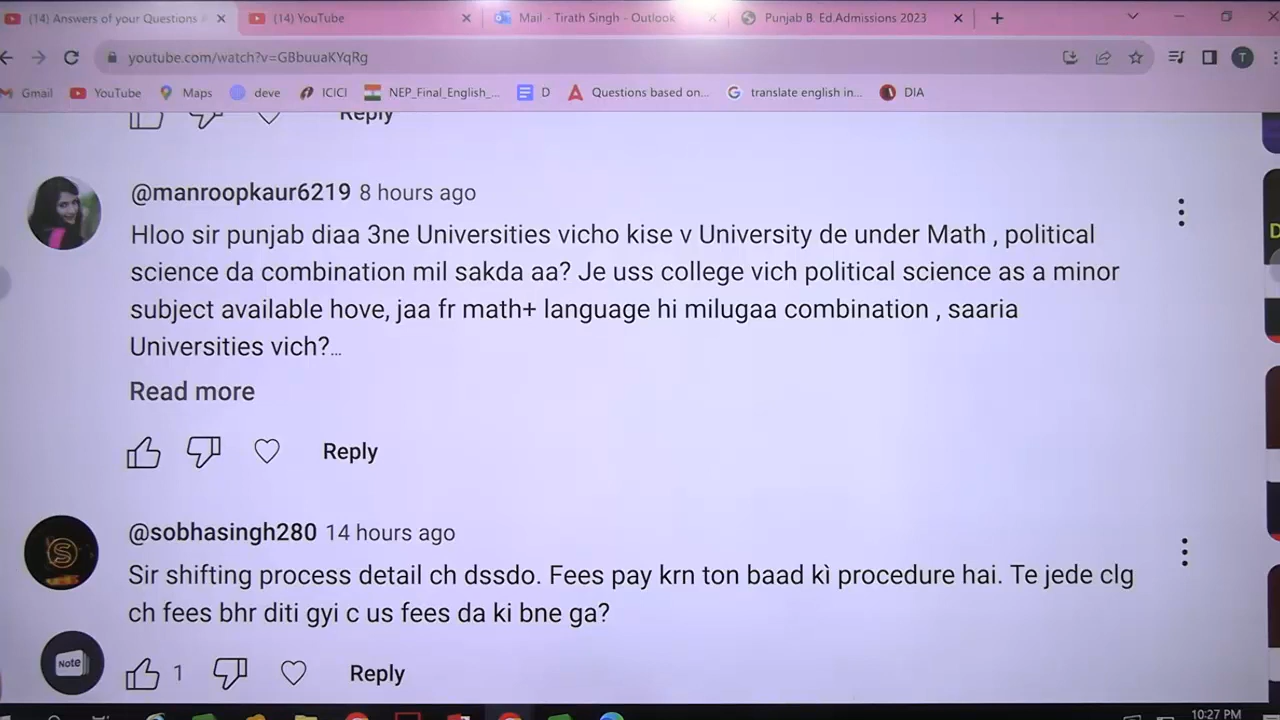 (14) Answers of your Questions
(14) YouTube
Mail - Tirath Singh - Outlook
Punjab B. Ed.Admissions 2023
youtube.com/watch?v=GBbuuaKYqRg
T
Gmail
YouTube
Maps
deve
ICICI
NEP_Final_English_...
D
Questions based on...
translate english in...
DIA
Reply
@manroopkaur6219 8 hours ago
Hloo sir punjab diaa 3ne Universities vicho kise v University de under Math , political
science da combination mil sakda aa? Je uss college vich political science as a minor
subject available hove, jaa fr math+ language hi milugaa combination , saaria
Universities vich?...
Read more
Reply
@sobhasingh280 14 hours ago
Sir shifting process detail ch dssdo. Fees pay krn ton baad kì procedure hai. Te jede clg
ch fees bhr diti gyi c us fees da ki bne ga?
Note
1
Reply
10:27 PM